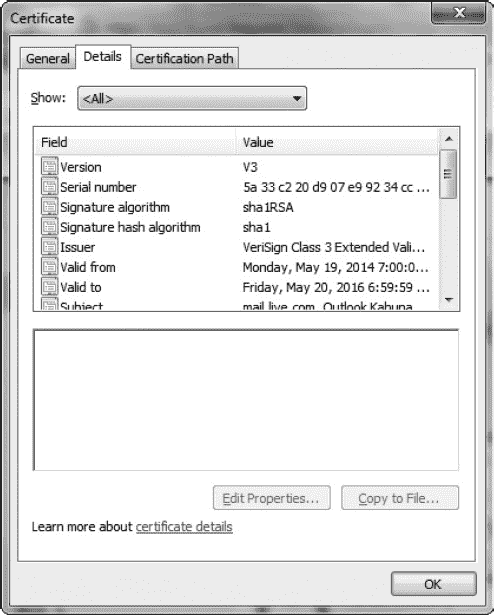 Certificate
General Details Certification Path
Show: <All>
Field Value
Version V3
Serial number 5a 33 c2 20 d9 07 e9 92 34 cc ...
Signature algorithm sha1RSA
Signature hash algorithm sha1
Issuer VeriSign Class 3 Extended Vali...
Valid from Monday, May 19, 2014 7:00:0...
Valid to Friday, May 20, 2016 6:59:59 ...
Subject mail.live.com, Outlook Kahuna
Edit Properties... Copy to File...
Learn more about certificate details
OK